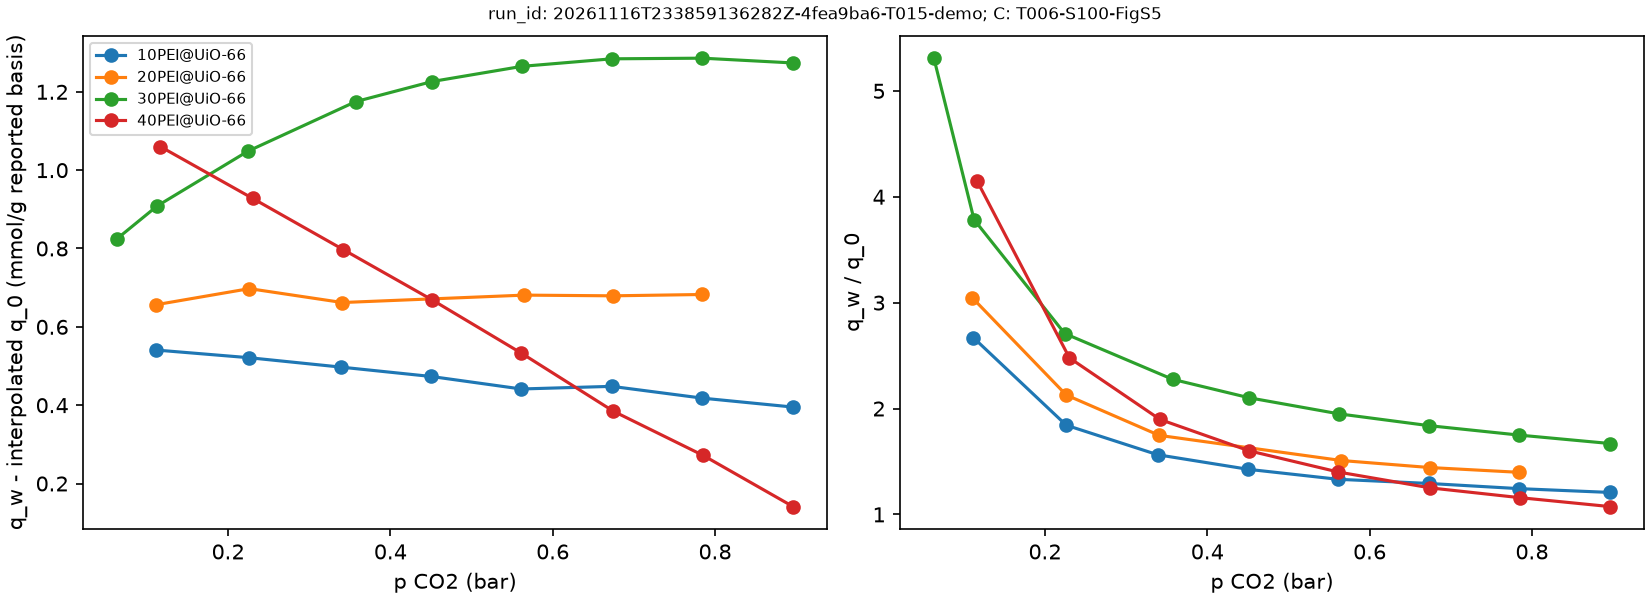 run_id: 20261116T233859136282Z-4fea9ba6-T015-demo; C: T006-S100-FigS5
q_w - interpolated q_0 (mmol/g reported basis)
1.2
1.0
0.8
0.6
0.4
0.2
10PEI@UiO-66
20PEI@UiO-66
30PEI@UiO-66
40PEI@UiO-66
0.2 0.4 0.6 0.8
p CO2 (bar)
q_w / q_0
5
4
3
2
1
0.2 0.4 0.6 0.8
p CO2 (bar)